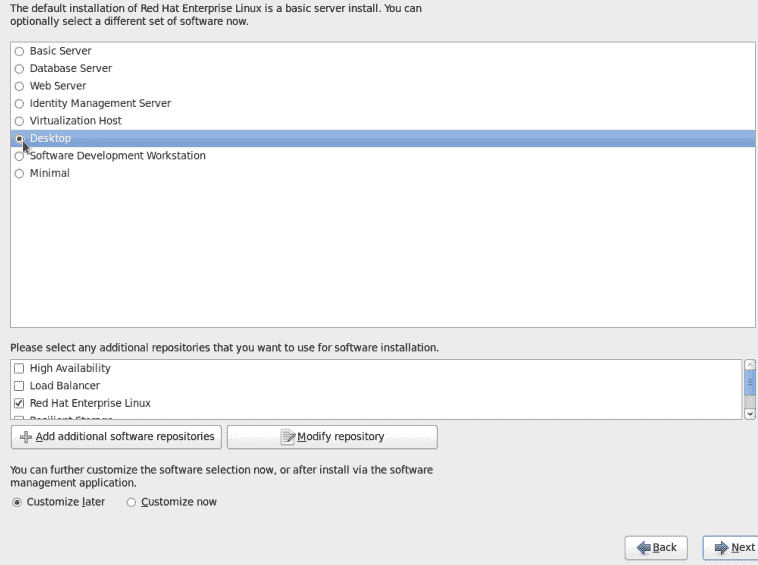 The default installation of Red Hat Enterprise Linux is a basic server install. You can
optionally select a different set of software now.
Basic Server
Database Server
Web Server
Identity Management Server
Virtualization Host
Desktop
Software Development Workstation
Minimal
Please select any additional repositories that you want to use for software installation.
High Availability
Load Balancer
Red Hat Enterprise Linux
Resilient Storage
Add additional software repositories
Modify repository
You can further customize the software selection now, or after install via the software
management application.
Customize later
Customize now
Back
Next